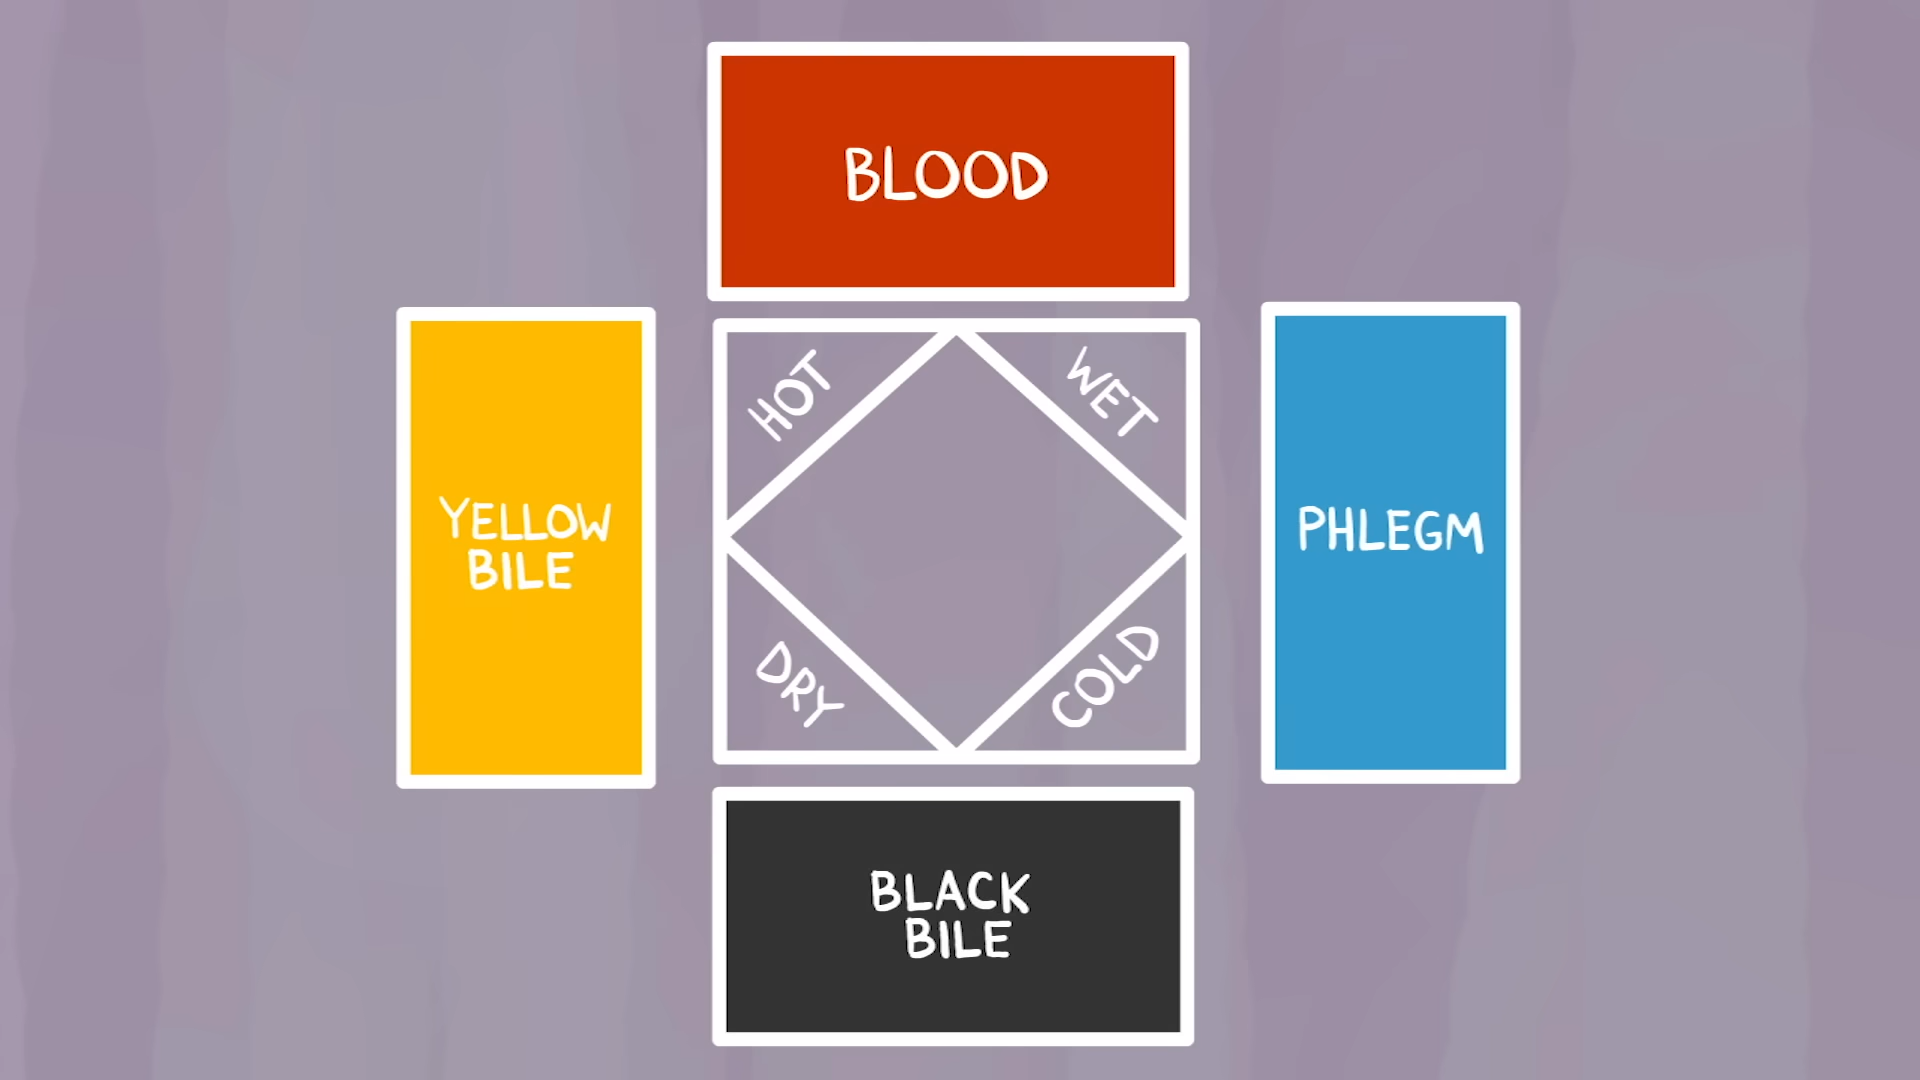 BLOOD
HOT
WET
YELLOW
BILE
PHLEGM
DRY
COLD
BLACK
BILE